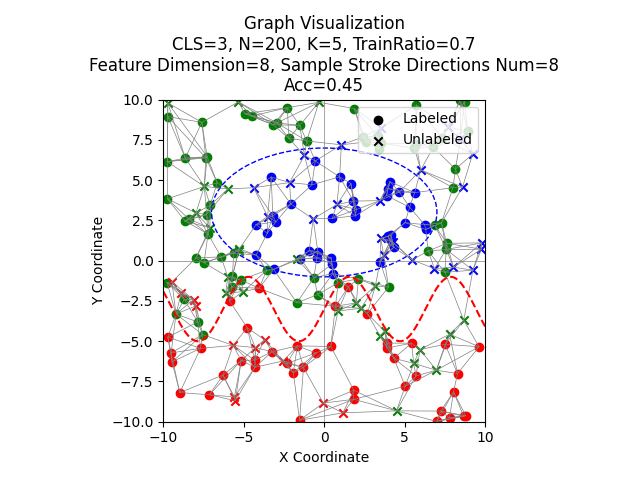 Graph Visualization
CLS=3, N=200, K=5, TrainRatio=0.7
Feature Dimension=8, Sample Stroke Directions Num=8
Acc=0.45
Labeled
Unlabeled
Y Coordinate
10.0
7.5
5.0
2.5
0.0
−2.5
−5.0
−7.5
−10.0
−10 −5 0 5 10
X Coordinate